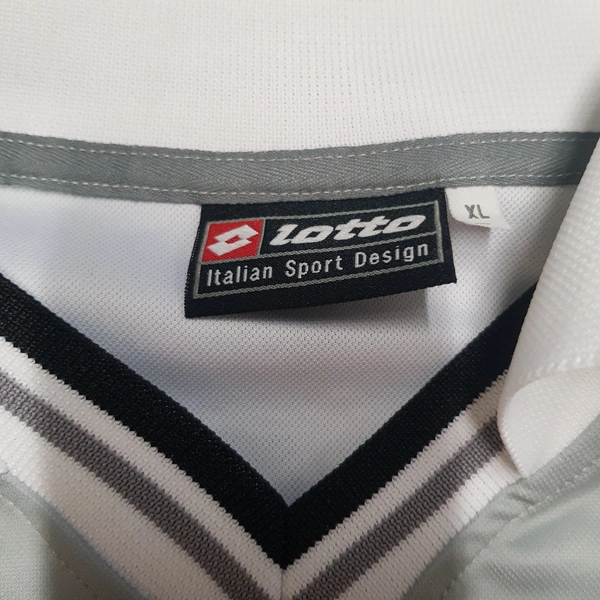 lotto
XL
Italian Sport Design